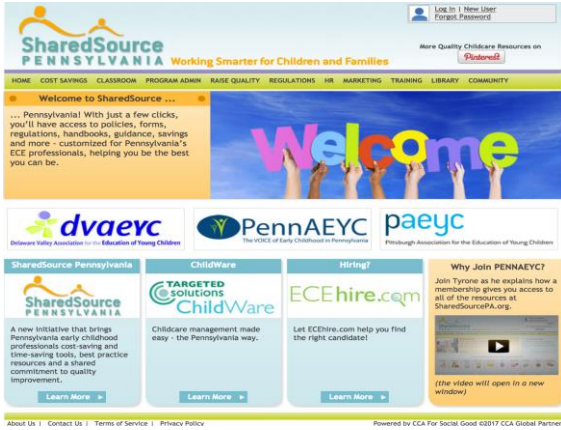 Log In | New User
Forgot Password
SharedSource
PENNSYLVANIA
Working Smarter for Children and Families
More Quality Childcare Resources on
Pinterest
HOME COST SAVINGS CLASSROOM PROGRAM ADMIN RAISE QUALITY REGULATIONS HR MARKETING TRAINING LIBRARY COMMUNITY
Welcome to SharedSource ...
... Pennsylvania! With just a few clicks,
you'll have access to policies, forms,
regulations, handbooks, guidance, savings
and more - customized for Pennsylvania's
ECE professionals, helping you be the best
you can be.
Welcome
dvaeyc
Delaware Valley Association for the Education of Young Children
PennAEYC
The VOICE of Early Childhood in Pennsylvania
paeyc
Pittsburgh Association for the Education of Young Children
SharedSource Pennsylvania
SharedSource
PENNSYLVANIA
A new initiative that brings
Pennsylvania early childhood
professionals cost-saving and
time-saving tools, best practice
resources and a shared
commitment to quality
improvement.
Learn More
ChildWare
TARGETED
solutions
ChildWare
Childcare management made
easy - the Pennsylvania way.
Learn More
Hiring?
ECEhire.com
Let ECEhire.com help you find
the right candidate!
Learn More
Why Join PENNAEYC?
Join Tyrone as he explains how a
membership gives you access to
all of the resources at
SharedSourcePA.org.
(the video will open in a new
window)
About Us | Contact Us | Terms of Service | Privacy Policy
Powered by CCA For Social Good ©2017 CCA Global Partner